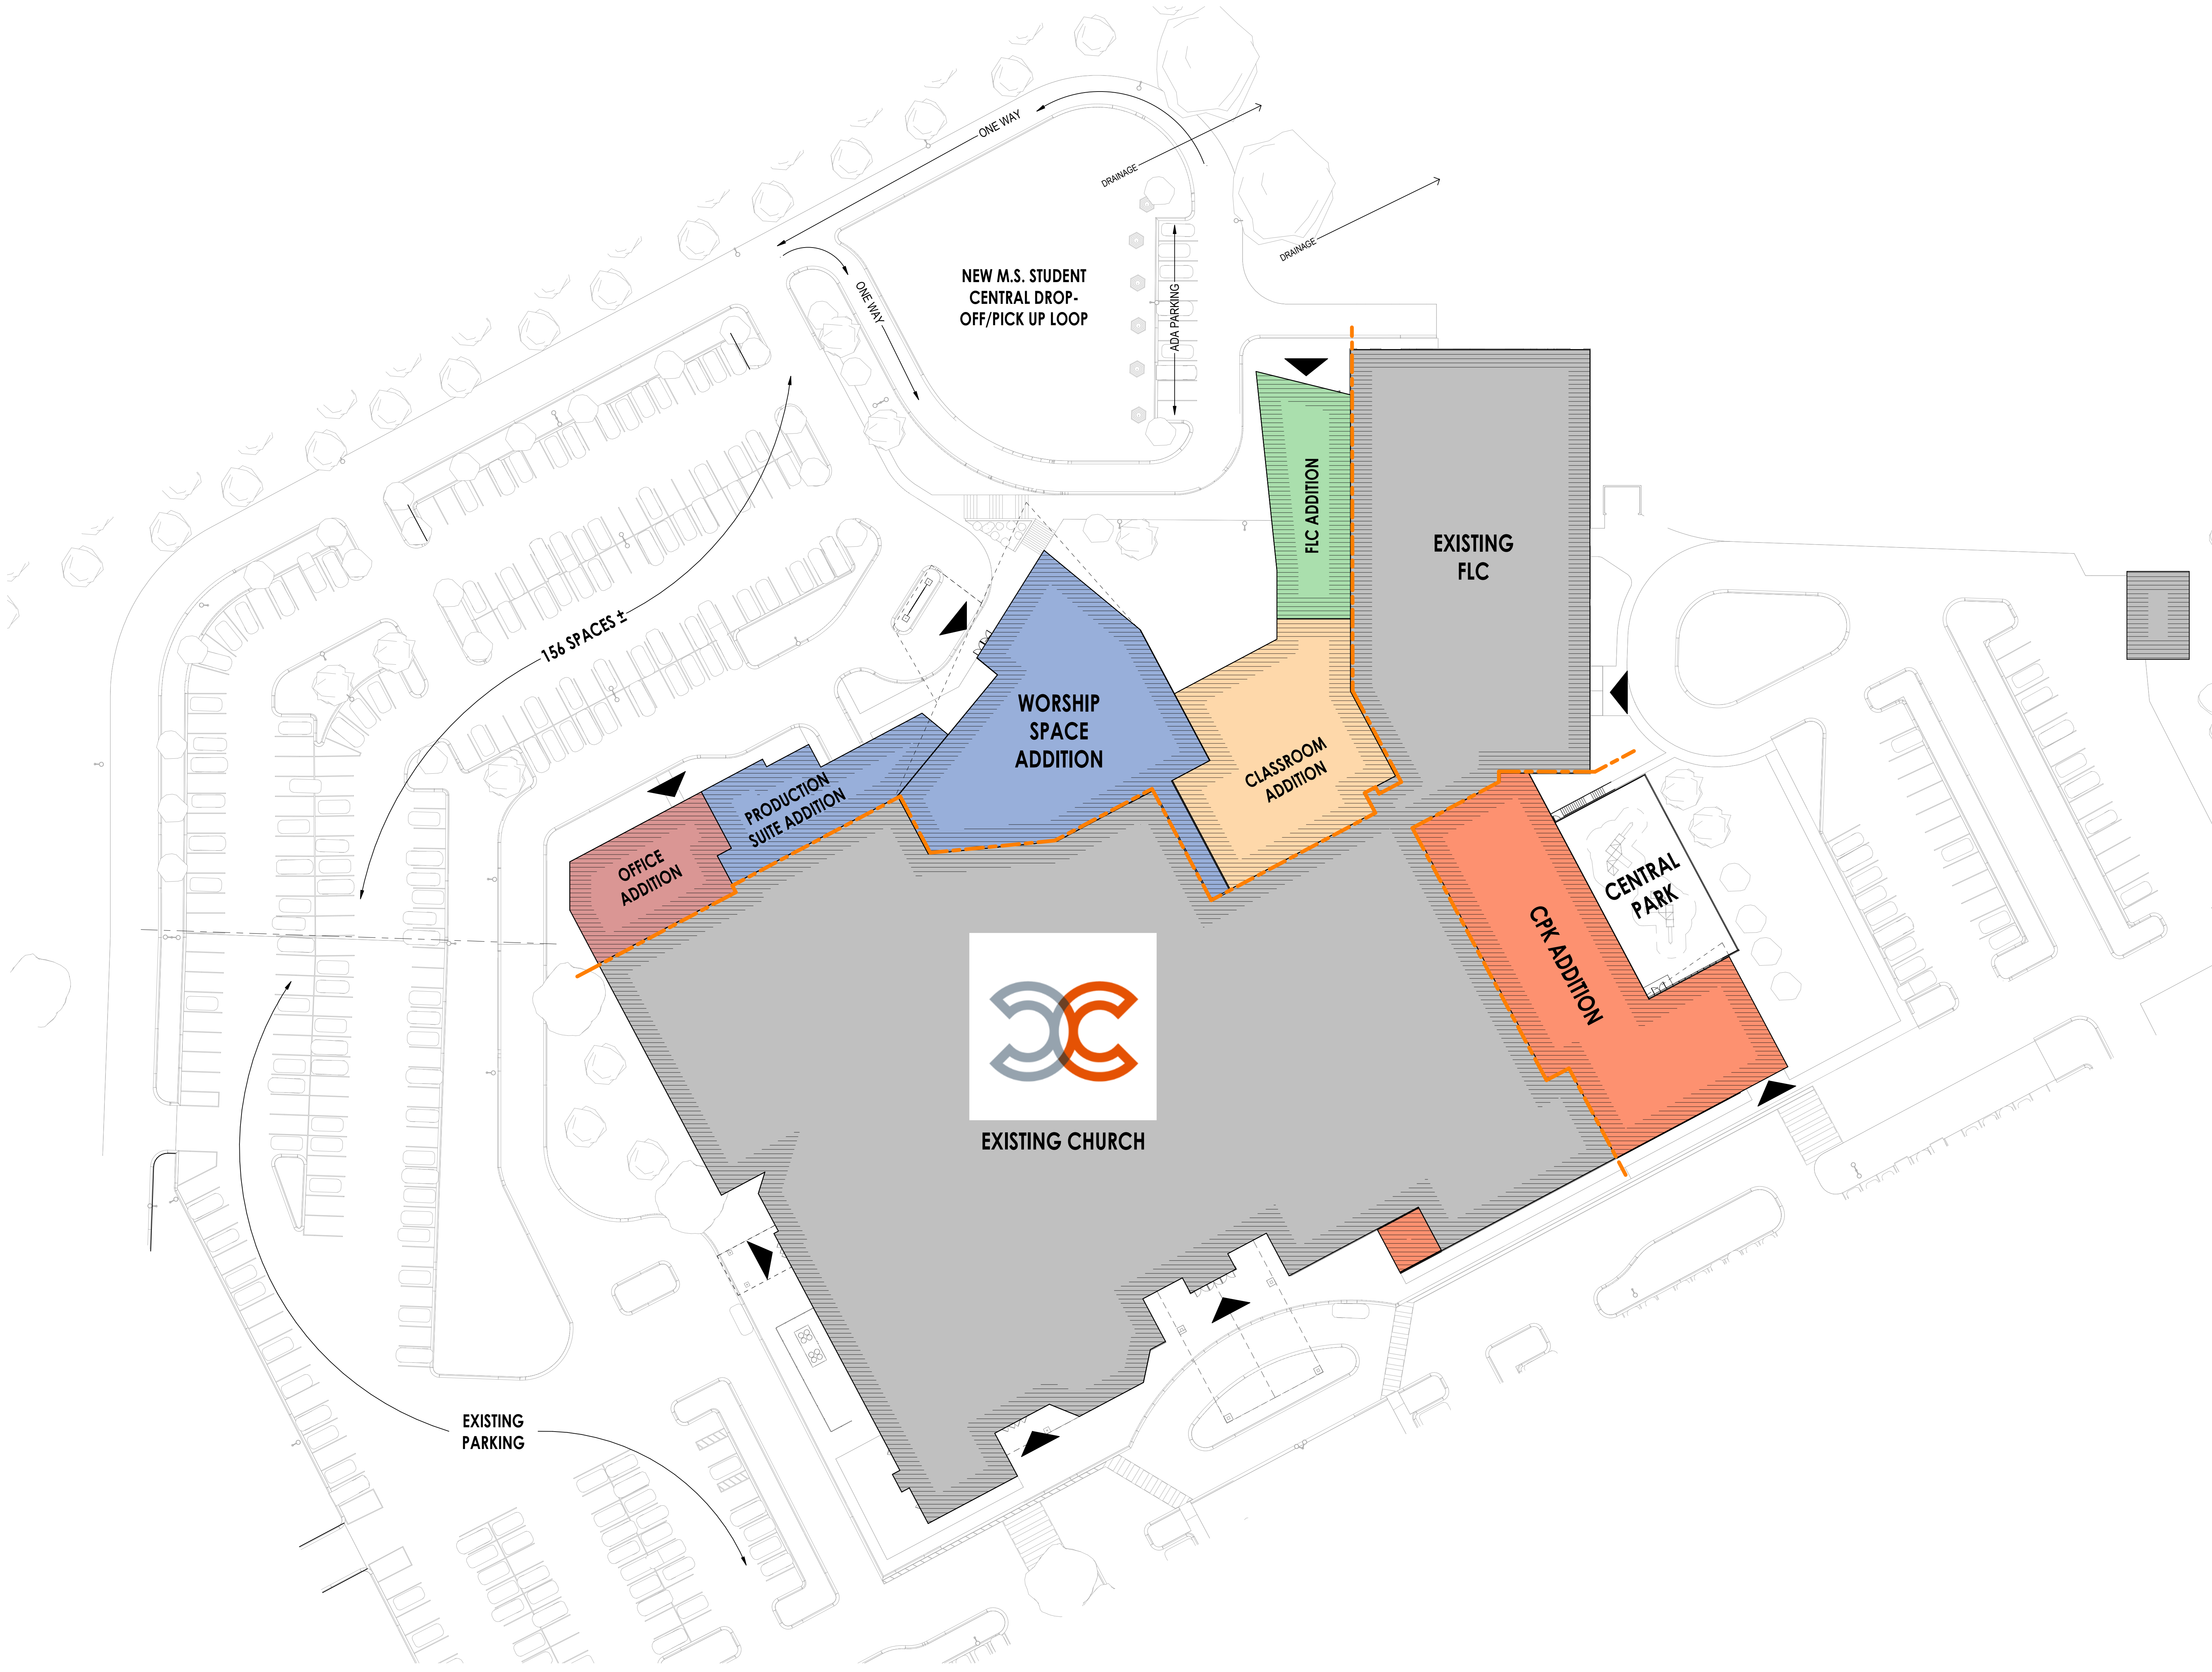 ONE WAY
DRAINAGE
DRAINAGE
NEW M.S. STUDENT
CENTRAL DROP-
OFF/PICK UP LOOP
ONE WAY
ADA PARKING
FLC ADDITION
EXISTING
FLC
156 SPACES ±
WORSHIP
SPACE
ADDITION
CLASSROOM
ADDITION
PRODUCTION
SUITE ADDITION
OFFICE
ADDITION
CENTRAL
PARK
CPK ADDITION
EXISTING CHURCH
EXISTING
PARKING